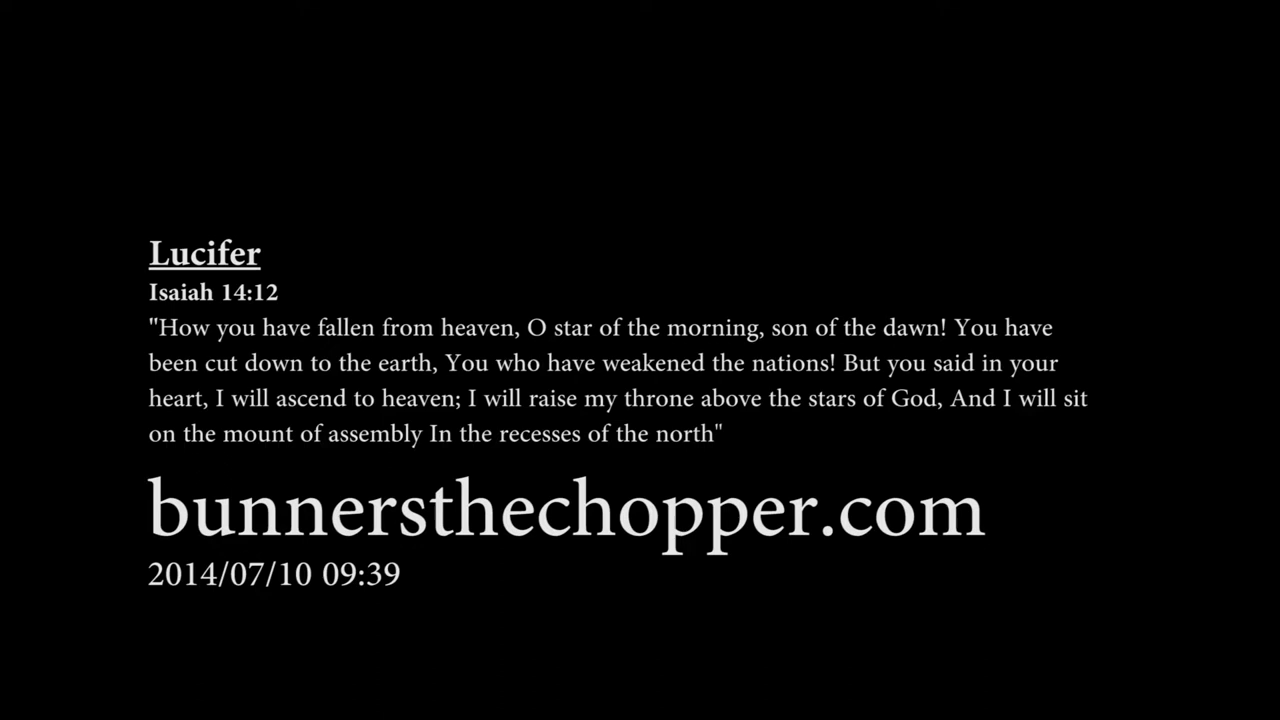 Lucifer
Isaiah 14:12
"How you have fallen from heaven, O star of the morning, son of the dawn! You have
been cut down to the earth, You who have weakened the nations! But you said in your
heart, I will ascend to heaven; I will raise my throne above the stars of God, And I will sit
on the mount of assembly In the recesses of the north"
bunnersthechopper.com
2014/07/10 09:39